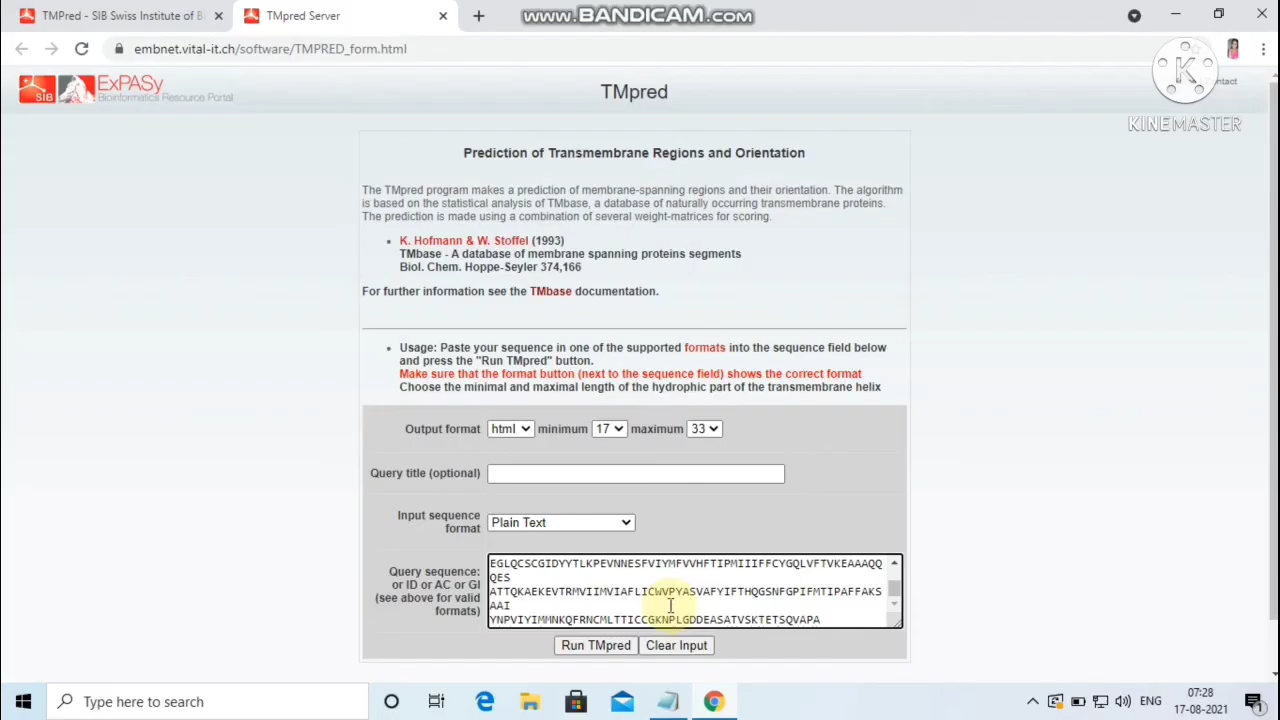 TMPred - SIB Swiss Institute of Bi
TMpred Server
www.BANDICAM.com
embnet.vital-it.ch/software/TMPRED_form.html
SIB
ExPASy
Bioinformatics Resource Portal
TMpred
K
KINEMASTER
Prediction of Transmembrane Regions and Orientation
The TMpred program makes a prediction of membrane-spanning regions and their orientation. The algorithm
is based on the statistical analysis of TMbase, a database of naturally occurring transmembrane proteins.
The prediction is made using a combination of several weight-matrices for scoring.
• K. Hofmann & W. Stoffel (1993)
TMbase - A database of membrane spanning proteins segments
Biol. Chem. Hoppe-Seyler 374,166
For further information see the TMbase documentation.
• Usage: Paste your sequence in one of the supported formats into the sequence field below
and press the "Run TMpred" button.
Make sure that the format button (next to the sequence field) shows the correct format
Choose the minimal and maximal length of the hydrophic part of the transmembrane helix
Output format html minimum 17 maximum 33
Query title (optional)
Input sequence
format
Plain Text
Query sequence:
or ID or AC or GI
(see above for valid
formats)
EGLQCSCGIDYYTLKPEVNNESFVIYMFVVHFTIPMIIIFFCYGQLVFTVKEAAAQQ
QES
ATTQKAEKEVTRMVIIMVIAFLICWVPYASVAFYIFTHQGSNFGPIFMTIPAFFAKS
AAI
YNPVIYIMMNKQFRNCMLTTICCGKNPLGDDEASATVSKTETSQVAPA
Run TMpred Clear Input
Type here to search
ENG
07:28
17-08-2021
1